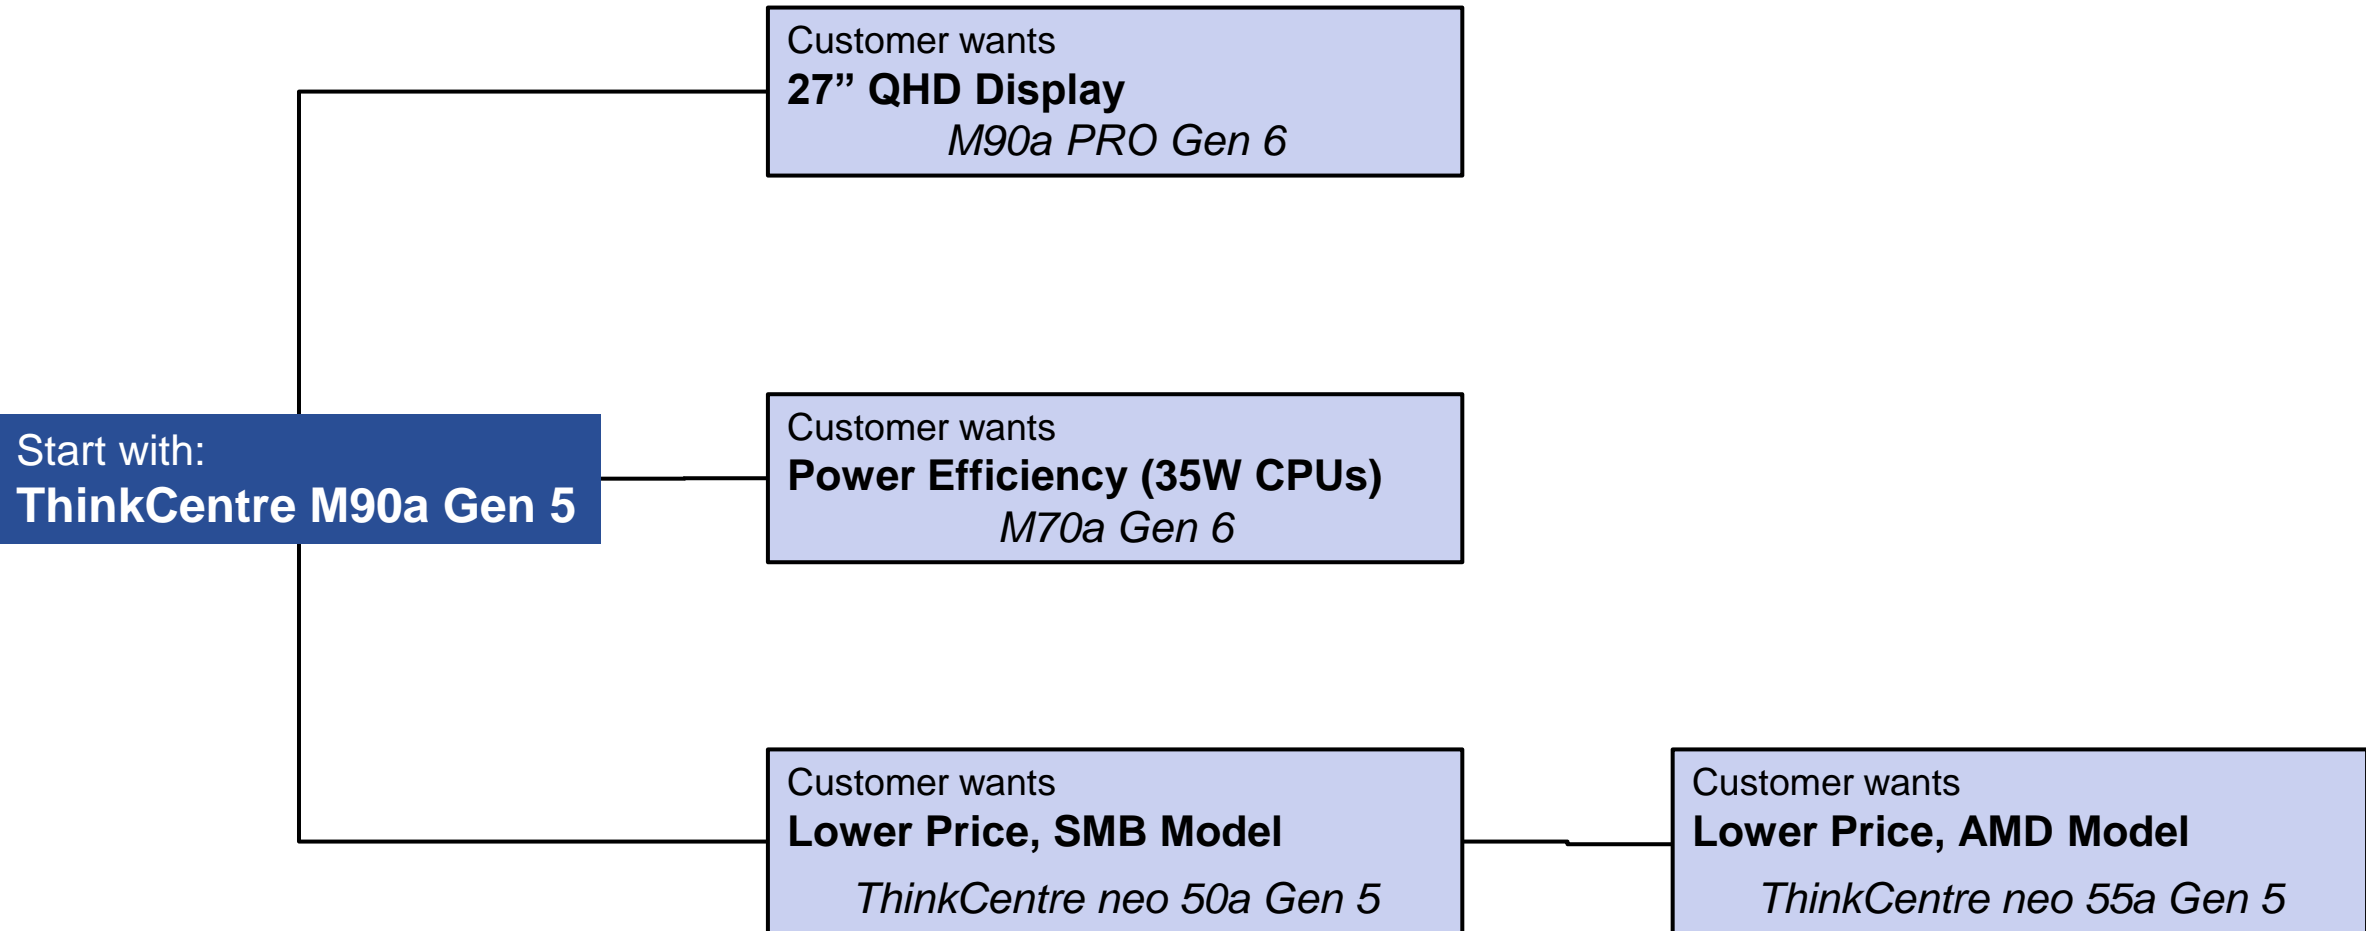 Customer wants
27” QHD Display
M90a PRO Gen 6
Start with:
ThinkCentre M90a Gen 5
Customer wants
Power Efficiency (35W CPUs)
M70a Gen 6
Customer wants
Lower Price, SMB Model
ThinkCentre neo 50a Gen 5
Customer wants
Lower Price, AMD Model
ThinkCentre neo 55a Gen 5